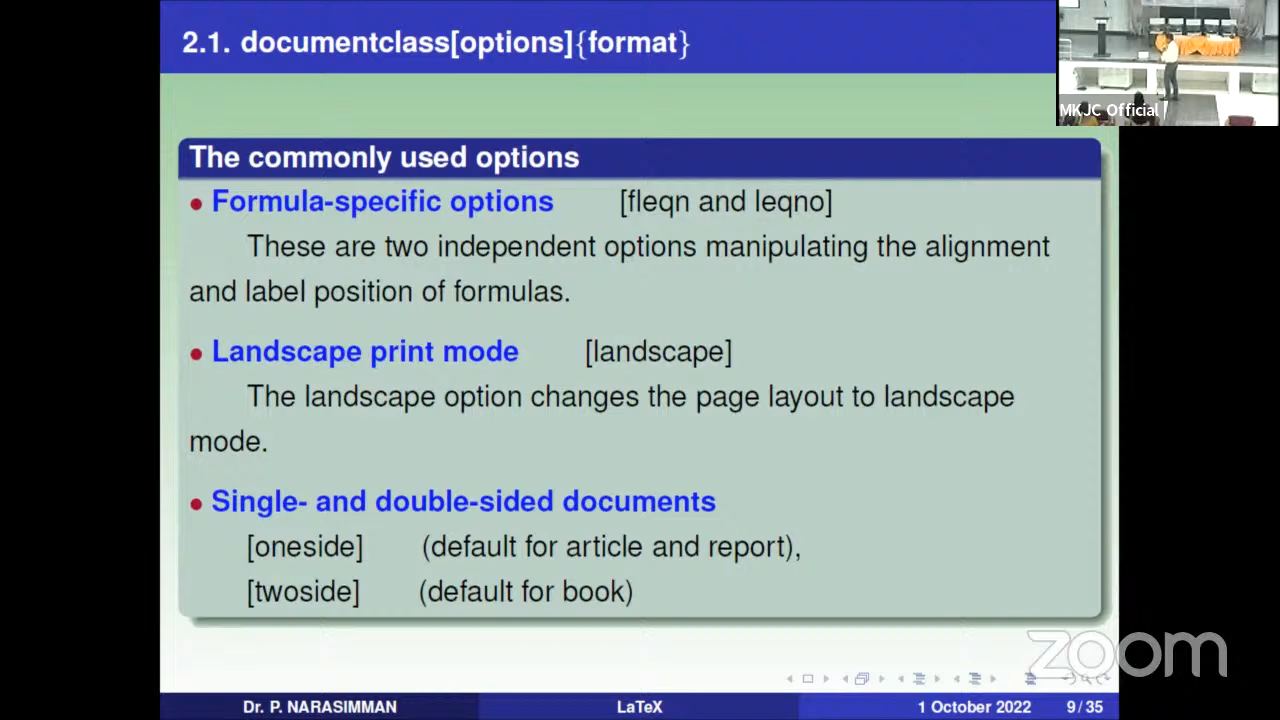 2.1. documentclass[options]{format}
MKJC Official
The commonly used options
• Formula-specific options [fleqn and leqno]
These are two independent options manipulating the alignment
and label position of formulas.
• Landscape print mode [landscape]
The landscape option changes the page layout to landscape
mode.
• Single- and double-sided documents
[oneside] (default for article and report),
[twoside] (default for book)
zoom
Dr. P. NARASIMMAN LaTeX 1 October 2022 9 / 35